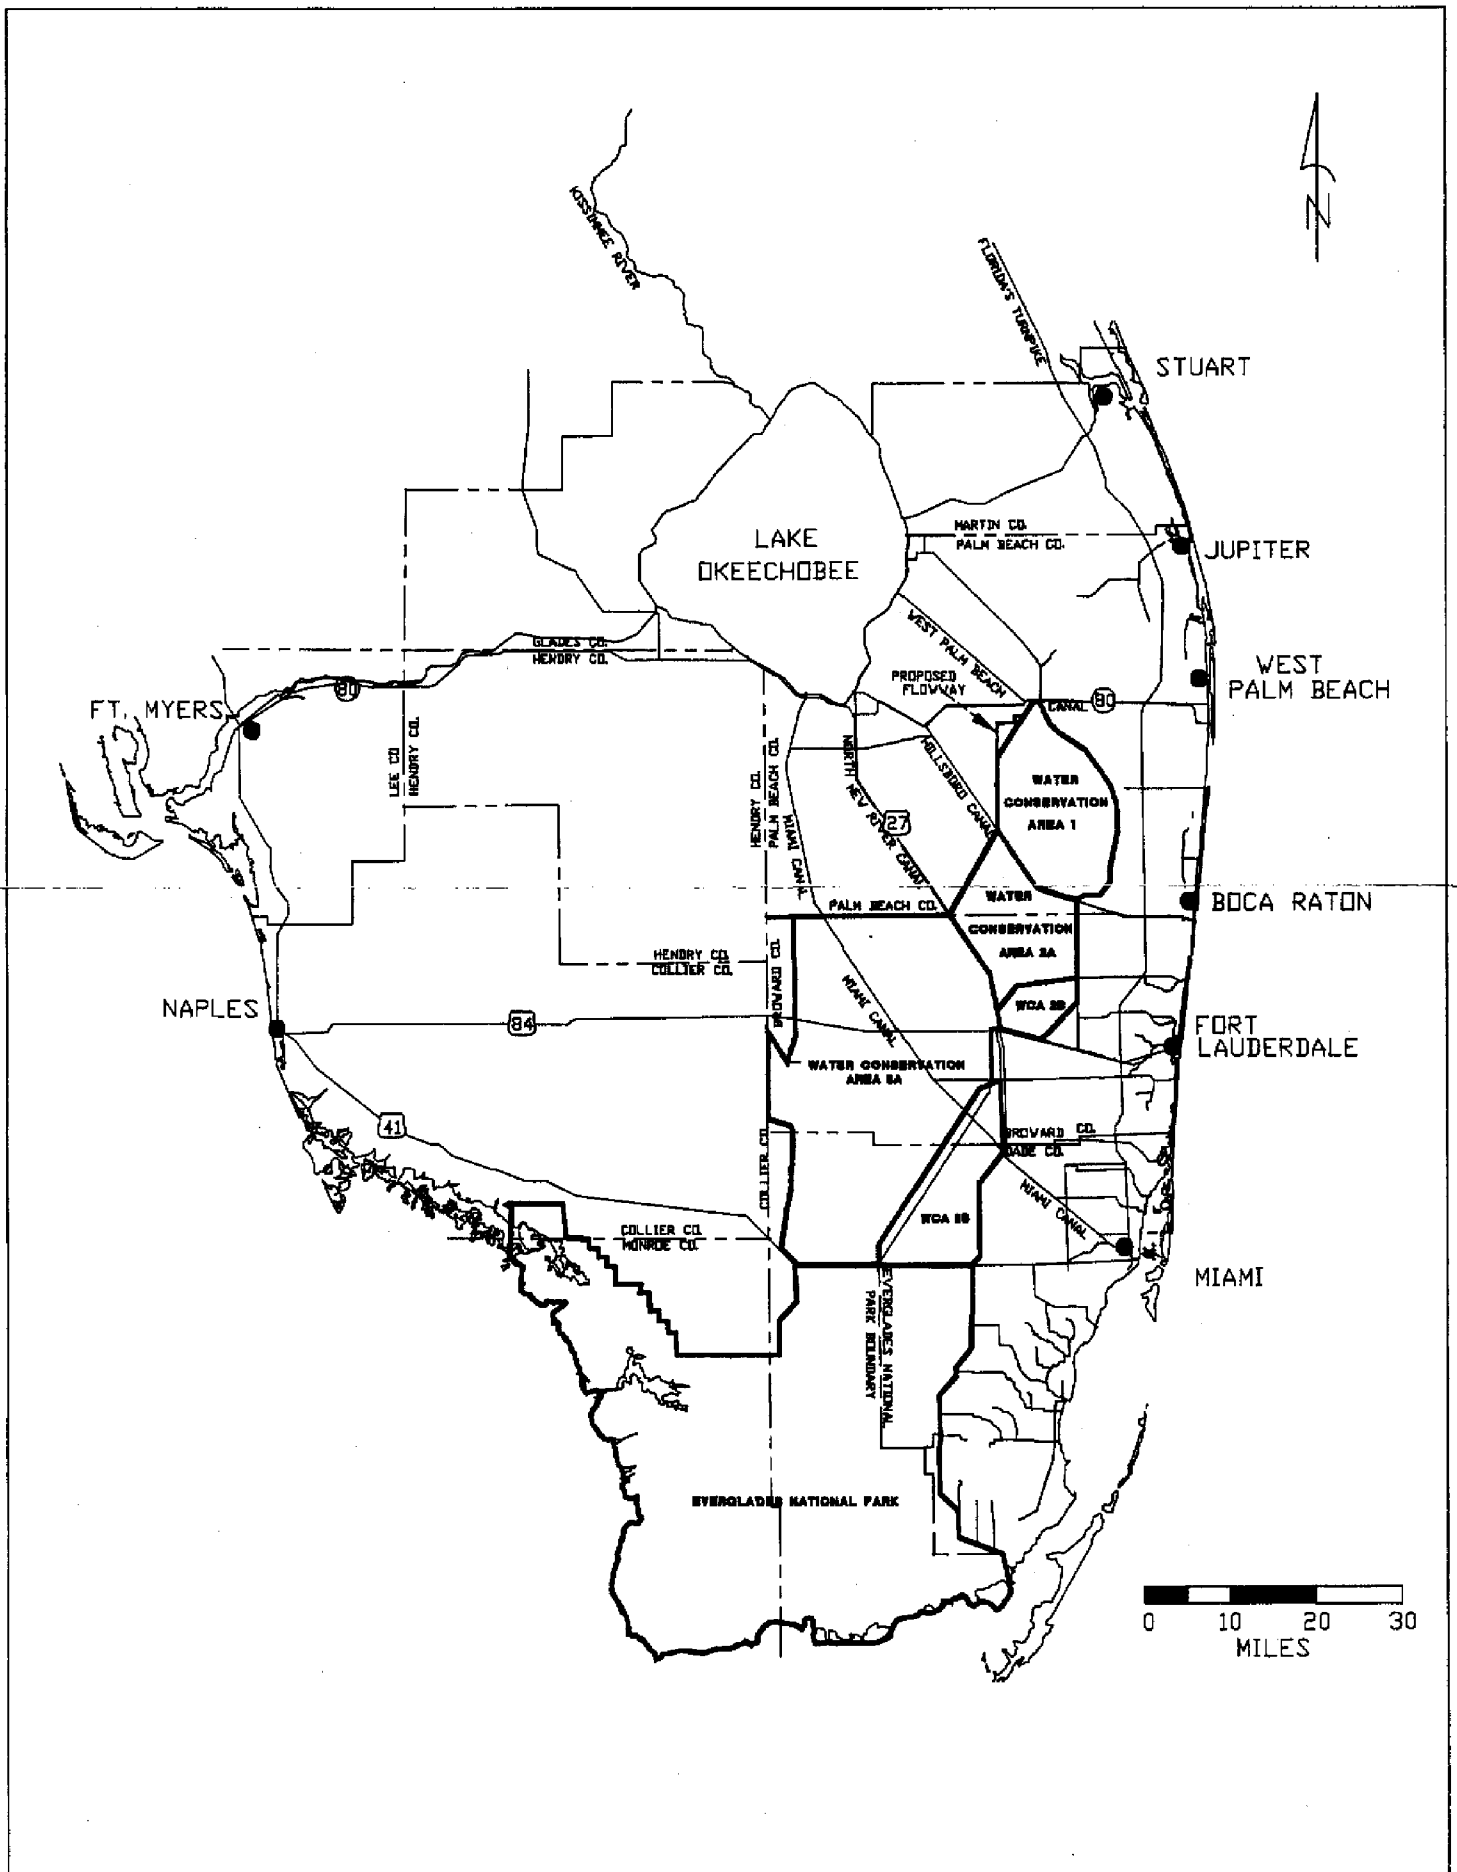 N
KISSIMMEE RIVER
FLORIDA'S TURNPIKE
STUART
LAKE
OKEECHOBEE
MARTIN CO.
PALM BEACH CO.
JUPITER
WEST PALM BEACH
CANAL
80
PROPOSED
FLOWWAY
WEST
PALM BEACH
GLADES CO.
HENDRY CO.
80
FT. MYERS
LEE CO
HENDRY CO.
HENDRY CO.
PALM BEACH CO.
MIAMI CANAL
NORTH NEW RIVER CANAL
27
HILLSBORO CANAL
WATER
CONSERVATION
AREA 1
PALM BEACH CO.
WATER
CONSERVATION
AREA 2A
BOCA RATON
HENDRY CO.
COLLIER CO.
BROWARD CO.
MIAMI CANAL
WCA 2B
NAPLES
84
FORT
LAUDERDALE
WATER CONSERVATION
AREA 3A
41
COLLIER CO.
BROWARD CO.
DADE CO.
MIAMI CANAL
WCA 3B
COLLIER CO.
MONROE CO.
MIAMI
EVERGLADES NATIONAL
PARK BOUNDARY
EVERGLADES NATIONAL PARK
0 10 20 30
MILES